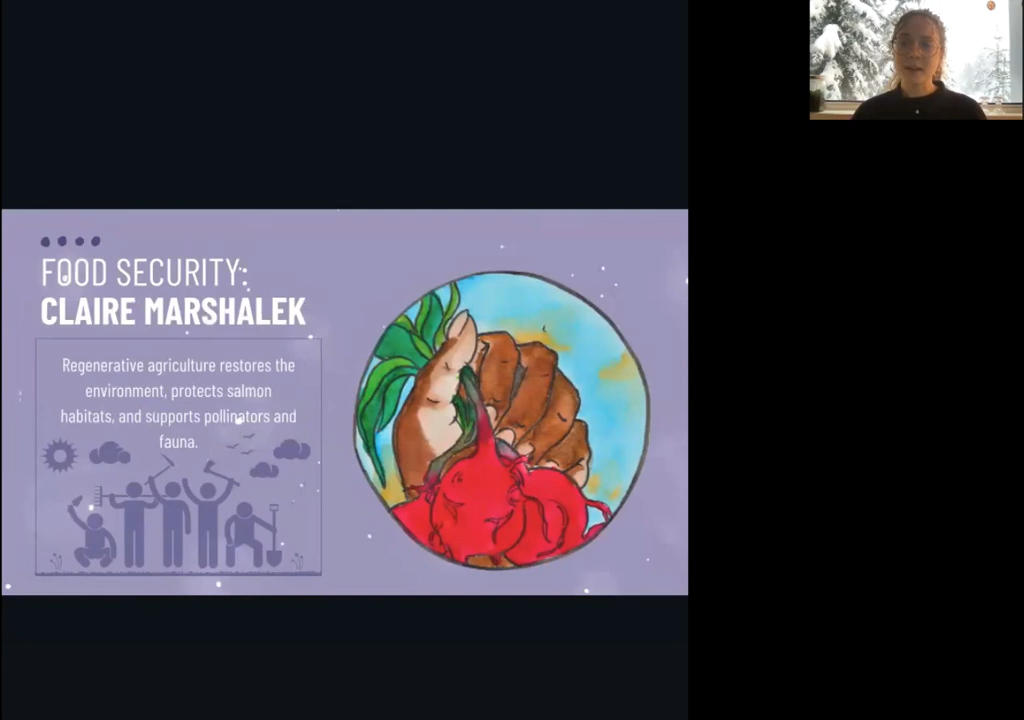 FOOD SECURITY:
CLAIRE MARSHALEK
Regenerative agriculture restores the
environment, protects salmon
habitats, and supports pollinators and
fauna.